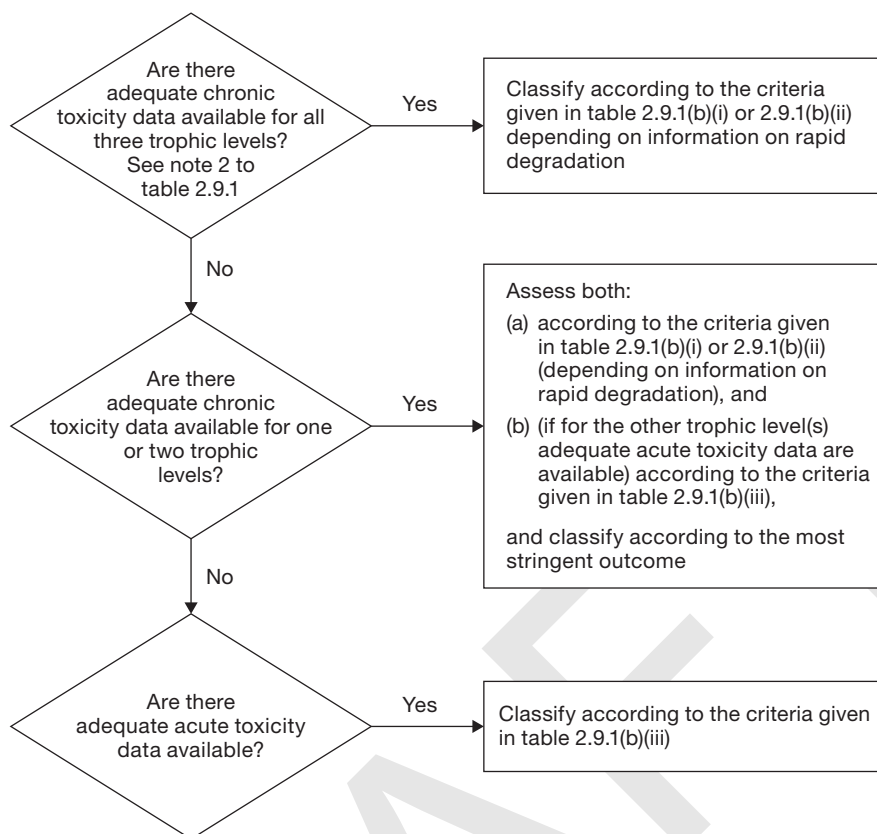 Are there
adequate chronic
toxicity data available for all
three trophic levels?
See note 2 to
table 2.9.1
Yes
Classify according to the criteria
given in table 2.9.1(b)(i) or 2.9.1(b)(ii)
depending on information on rapid
degradation
No
Are there
adequate chronic
toxicity data available for one
or two trophic
levels?
Yes
Assess both:
(a) according to the criteria given
in table 2.9.1(b)(i) or 2.9.1(b)(ii)
(depending on information on
rapid degradation), and
(b) (if for the other trophic level(s)
adequate acute toxicity data are
available) according to the criteria
given in table 2.9.1(b)(iii),
and classify according to the most
stringent outcome
No
Are there
adequate acute toxicity
data available?
Yes
Classify according to the criteria given
in table 2.9.1(b)(iii)